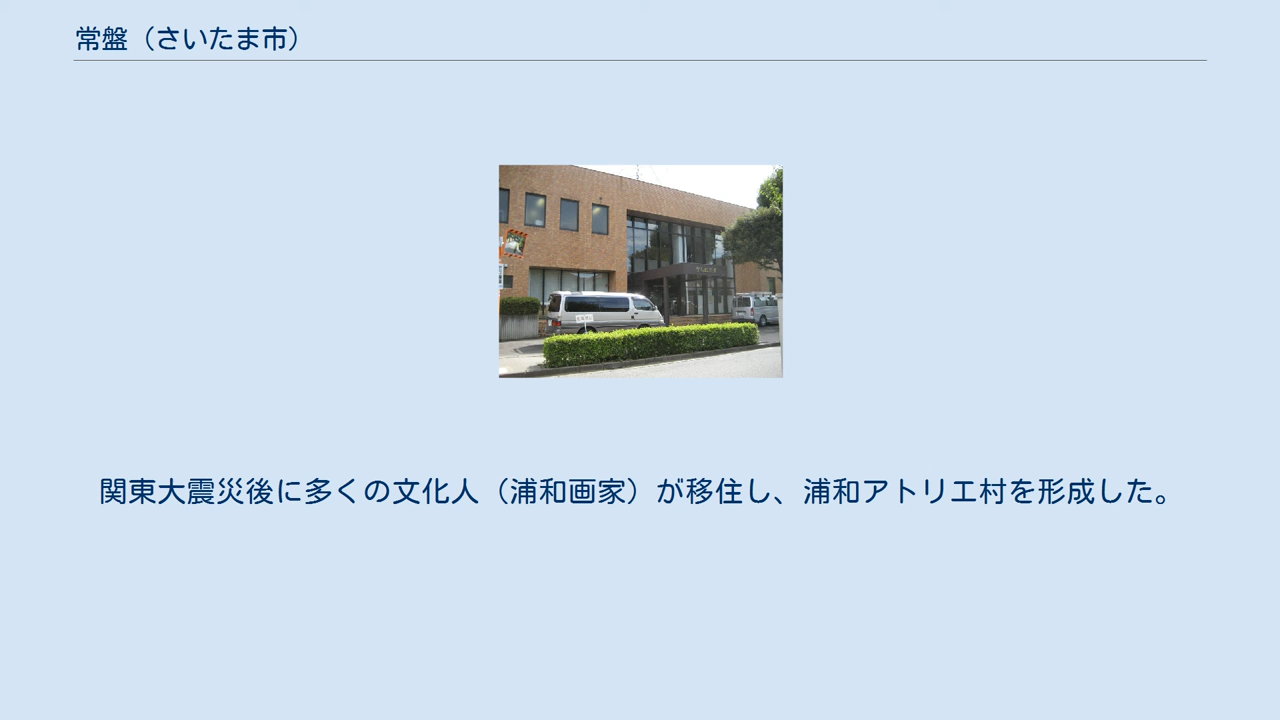 常盤（さいたま市）
関東大震災後に多くの文化人（浦和画家）が移住し、浦和アトリエ村を形成した。